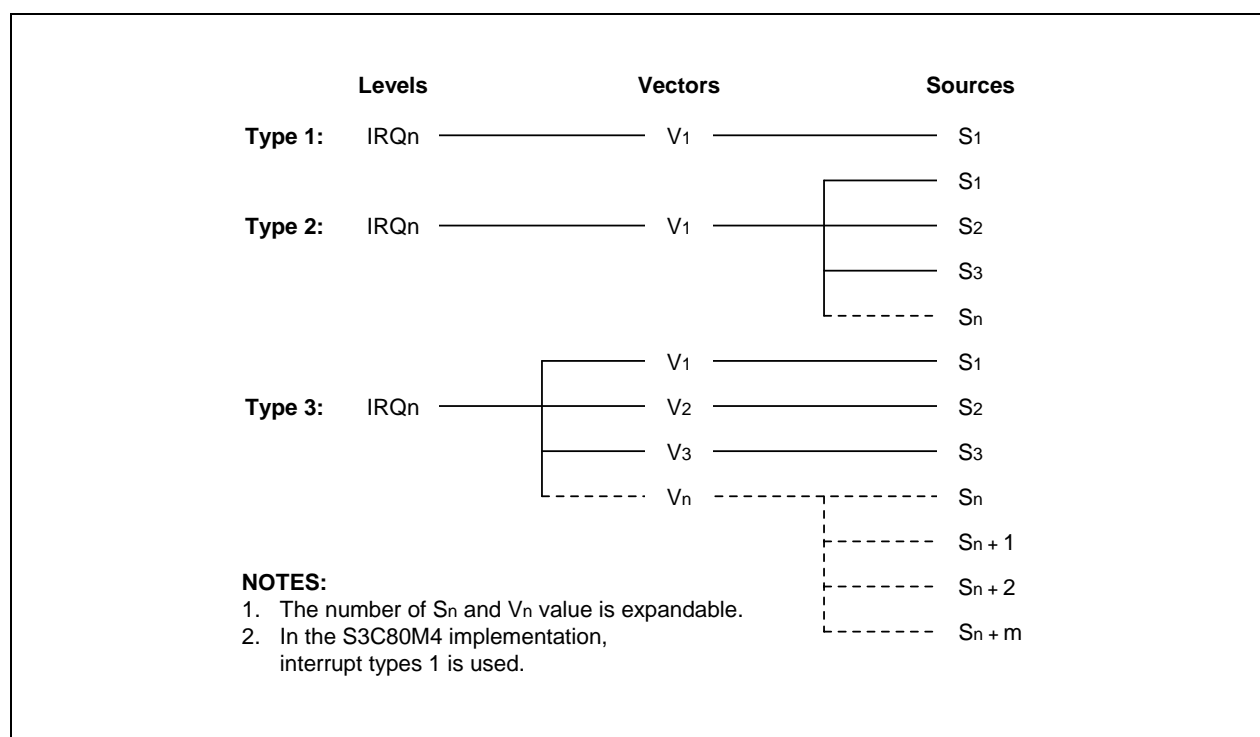 Levels Vectors Sources
Type 1: IRQn V1 S1
S1
Type 2: IRQn V1 S2
S3
Sn
V1 S1
Type 3: IRQn V2 S2
V3 S3
Vn Sn
Sn + 1
Sn + 2
Sn + m
NOTES:
1. The number of Sn and Vn value is expandable.
2. In the S3C80M4 implementation,
interrupt types 1 is used.